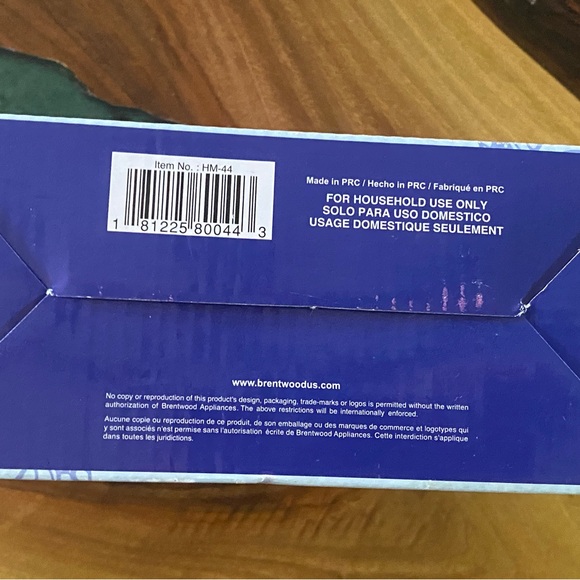 Item No. : HM-44
1 81225 80044 3
Made in PRC / Hecho in PRC / Fabriqué en PRC
FOR HOUSEHOLD USE ONLY
SOLO PARA USO DOMESTICO
USAGE DOMESTIQUE SEULEMENT
www.brentwoodus.com
No copy or reproduction of this product's design, packaging, trade-marks or logos is permitted without the written
authorization of Brentwood Appliances. The above restrictions will be internationally enforced.
Aucune copie ou reproduction de ce produit, de son emballage ou des marques de commerce et logotypes qui
y sont associés n'est permise sans l'autorisation écrite de Brentwood Appliances. Cette interdiction s'applique
dans toutes les juridictions.